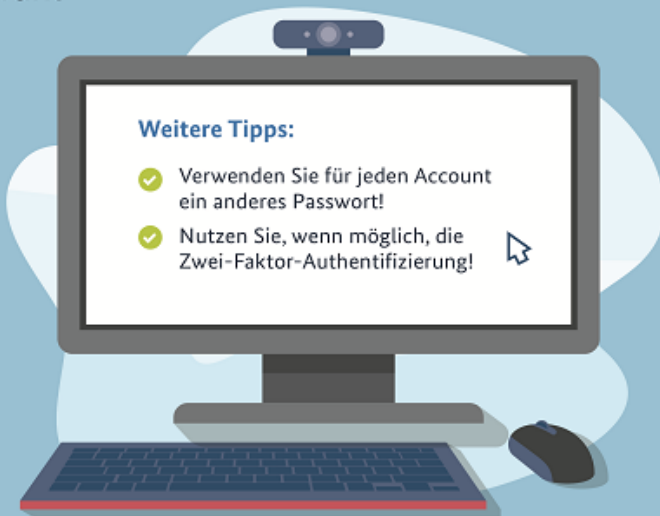 Weitere Tipps:
Verwenden Sie für jeden Account
ein anderes Passwort!
Nutzen Sie, wenn möglich, die
Zwei-Faktor-Authentifizierung!